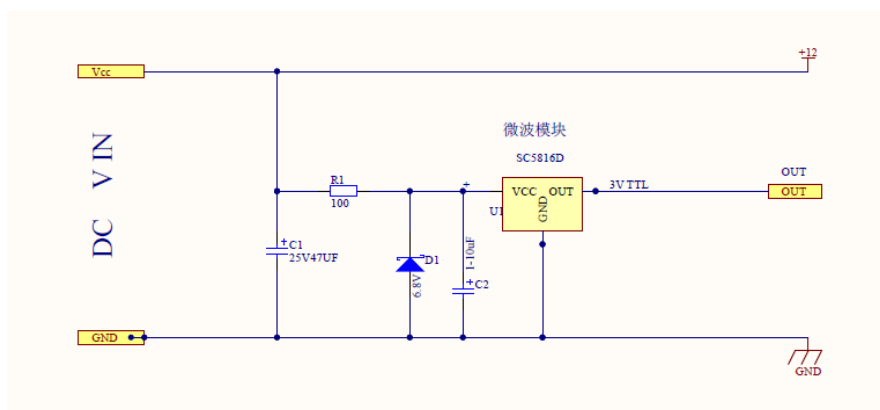 +12
Vcc
DC V IN
微波模块
SC5816D
R1
100
+
VCC OUT
GND
U1
3V TTL
OUT
OUT
+
C1
25V47UF
D1
6.8V
1-10uF
+
C2
GND
GND